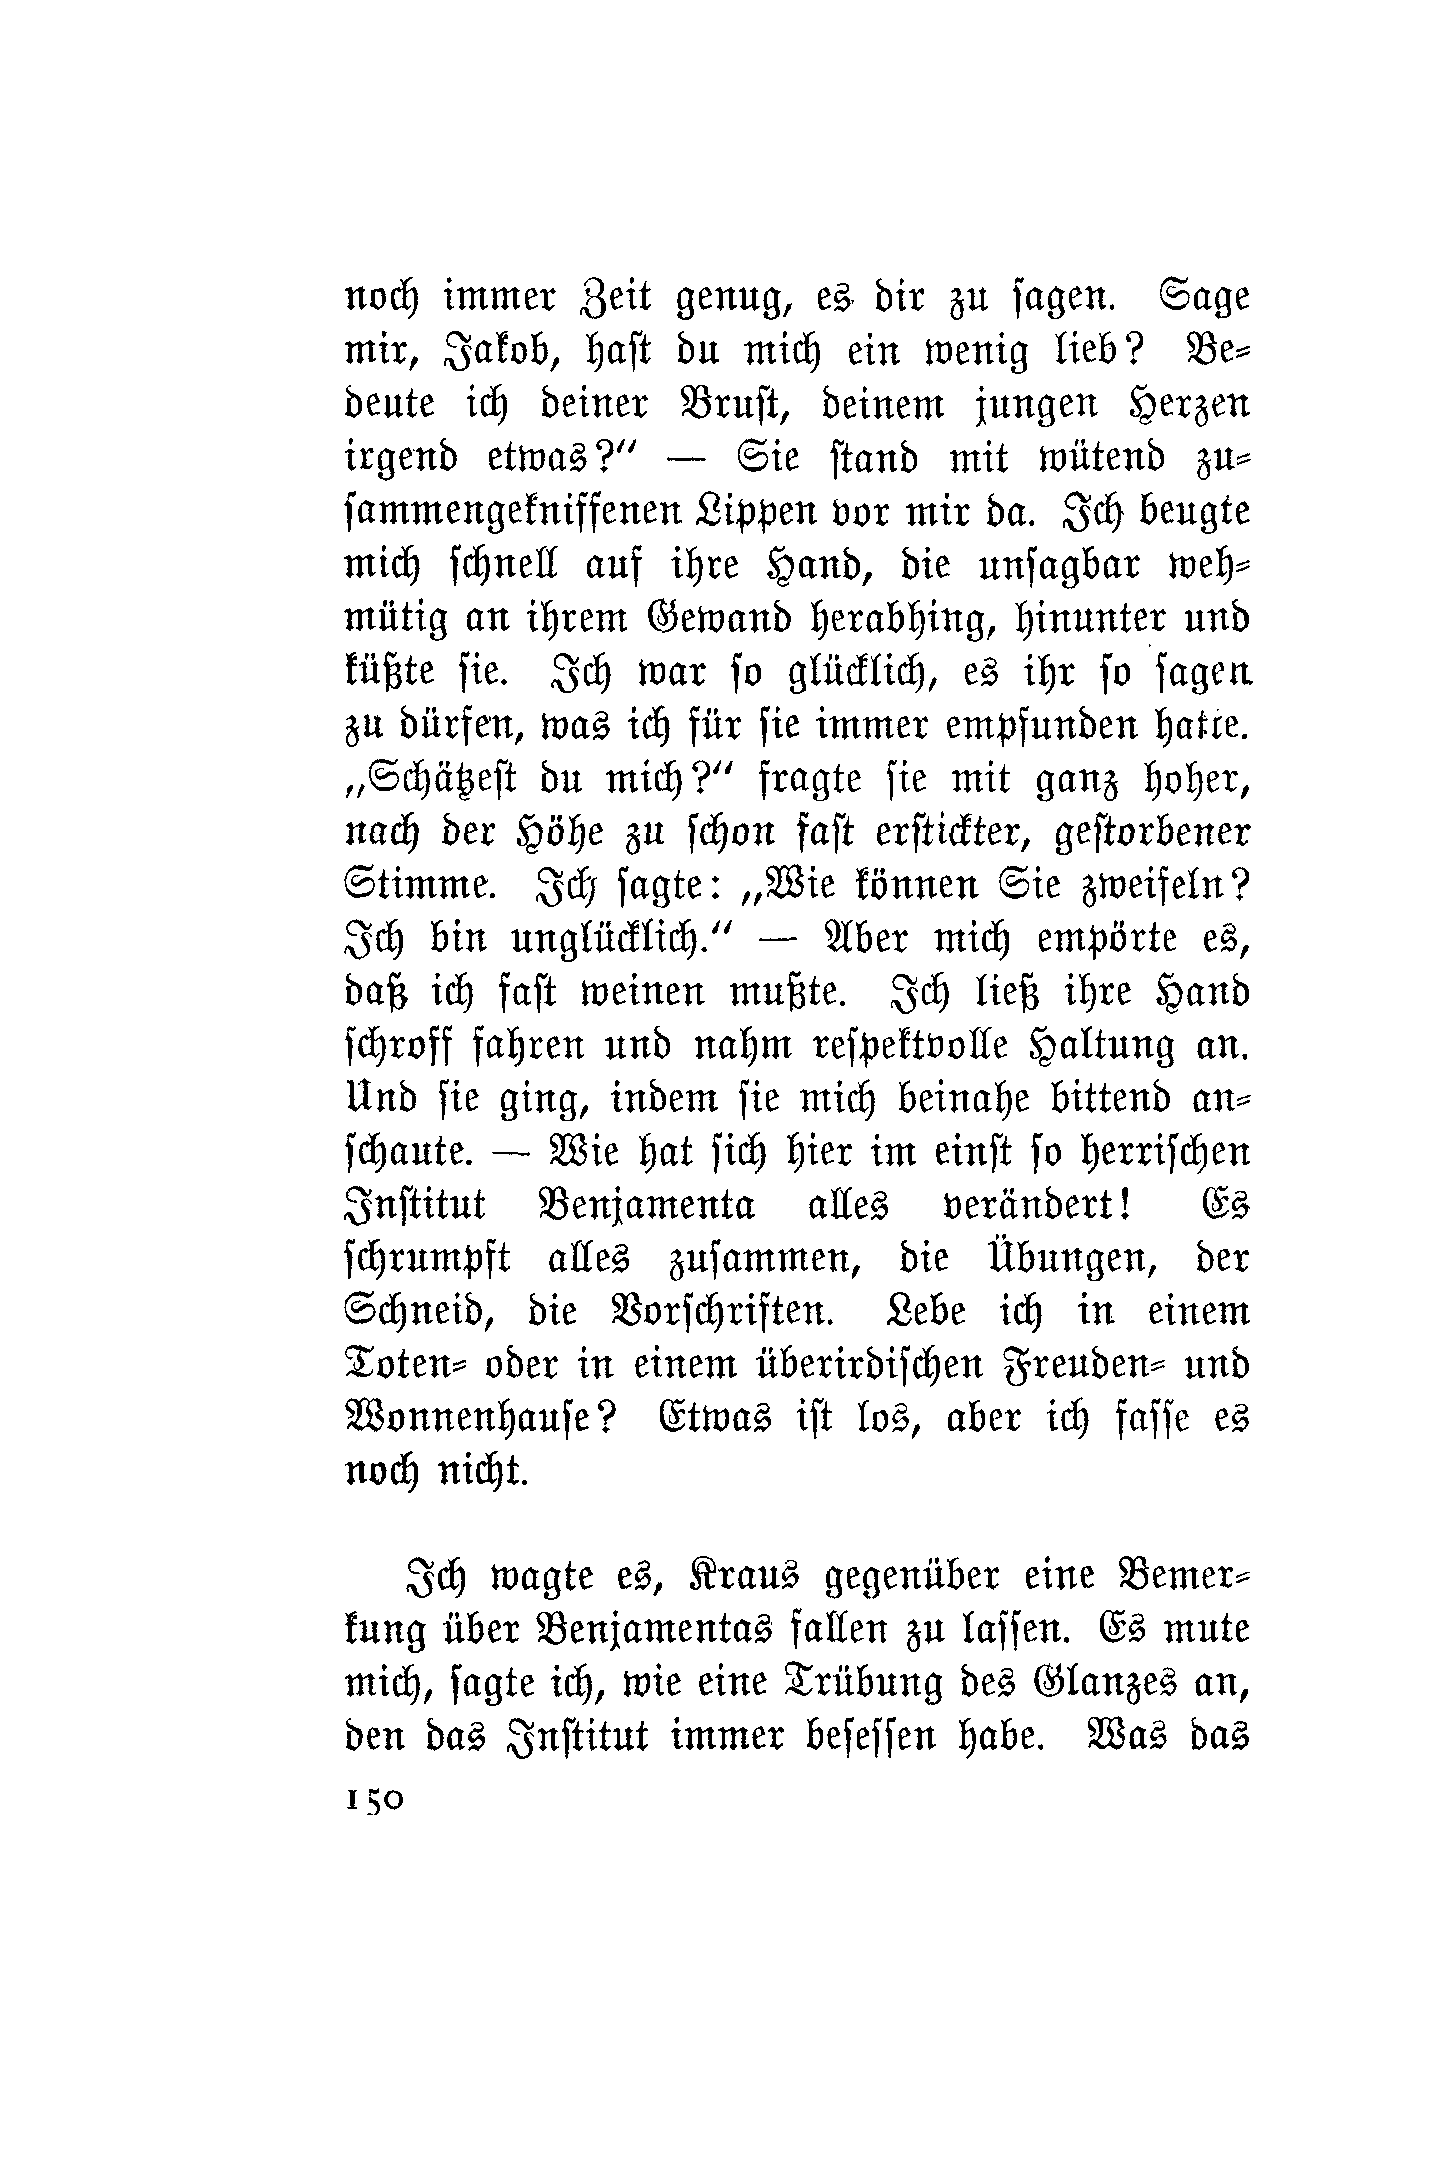 noch immer Zeit genug, es dir zu ſagen. Sage
mir, Jakob, haſt du mich ein wenig lieb? Be⸗
deute ich deiner Bruſt, deinem jungen Herzen
irgend etwas?“ — Sie ſtand mit wütend zu⸗
ſammengekniffenen Lippen vor mir da. Ich beugte
mich ſchnell auf ihre Hand, die unſagbar weh⸗
mütig an ihrem Gewand herabhing, hinunter und
küßte ſie. Ich war ſo glücklich, es ihr ſo ſagen
zu dürfen, was ich für ſie immer empfunden hatte.
„Schätzeſt du mich?“ fragte ſie mit ganz hoher,
nach der Höhe zu ſchon faſt erſtickter, geſtorbener
Stimme. Ich ſagte: „Wie können Sie zweifeln?
Ich bin unglücklich.“ — Aber mich empörte es,
daß ich faſt weinen mußte. Ich ließ ihre Hand
ſchroff fahren und nahm reſpektvolle Haltung an.
Und ſie ging, indem ſie mich beinahe bittend an⸗
ſchaute. — Wie hat ſich hier im einſt ſo herriſchen
Inſtitut Benjamenta alles verändert! Es
ſchrumpft alles zuſammen, die Übungen, der
Schneid, die Vorſchriften. Lebe ich in einem
Toten⸗ oder in einem überirdiſchen Freuden⸗ und
Wonnenhauſe? Etwas iſt los, aber ich faſſe es
noch nicht.
Ich wagte es, Kraus gegenüber eine Bemer⸗
kung über Benjamentas fallen zu laſſen. Es mute
mich, ſagte ich, wie eine Trübung des Glanzes an,
den das Inſtitut immer beſeſſen habe. Was das
150